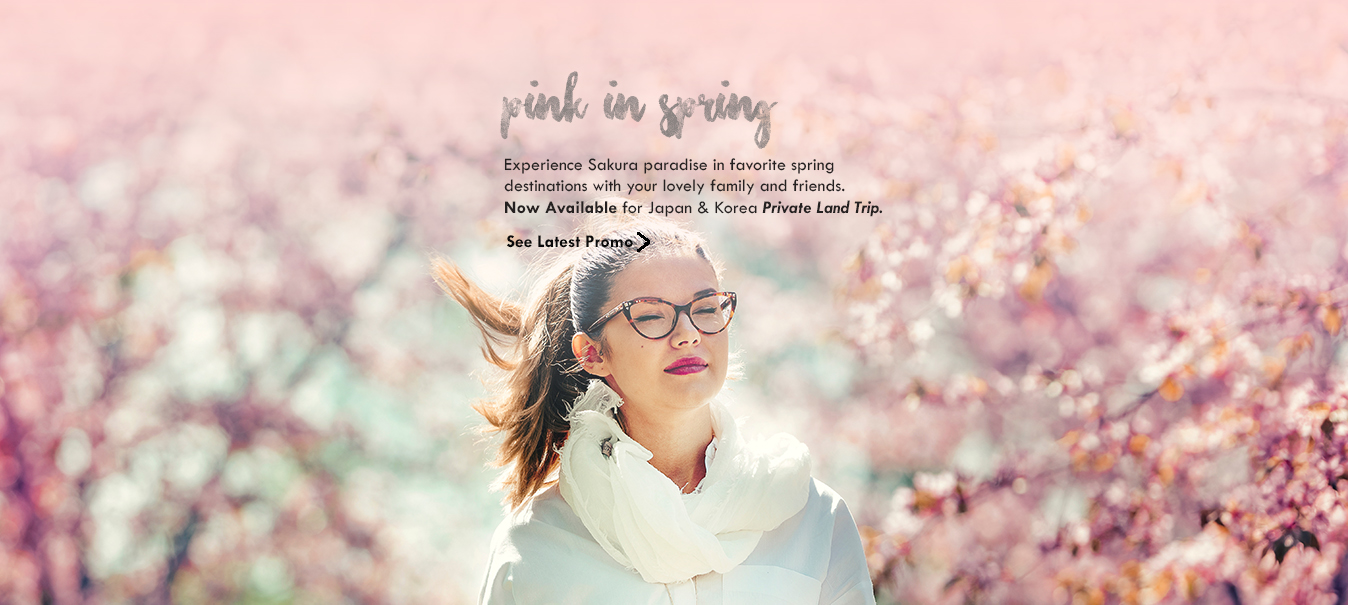 pink in spring
Experience Sakura paradise in favorite spring
destinations with your lovely family and friends.
Now Available for Japan & Korea Private Land Trip.
See Latest Promo